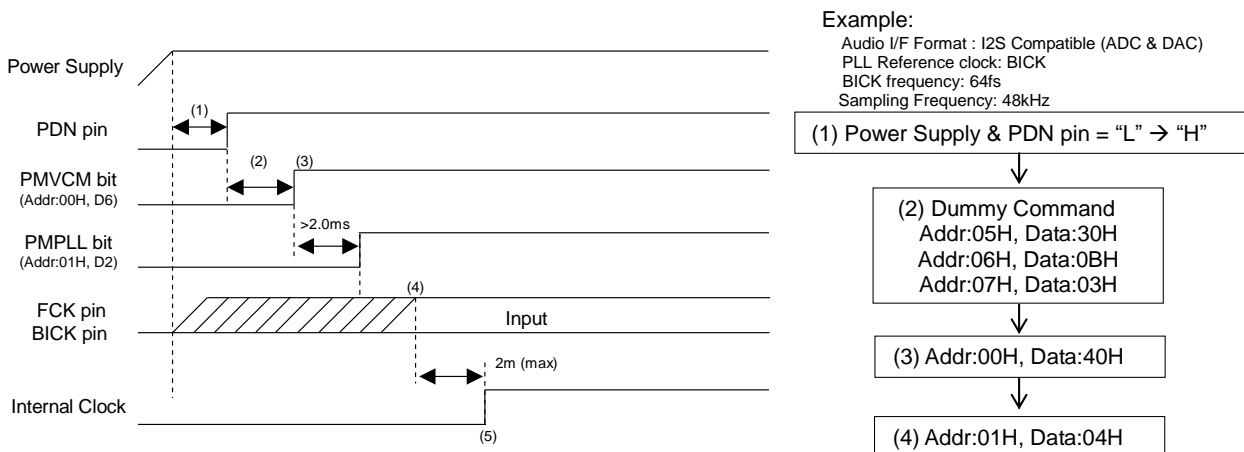 Power Supply
(1)
PDN pin
(2)
(3)
PMVCM bit
(Addr:00H, D6)
>2.0ms
PMPLL bit
(Addr:01H, D2)
(4)
FCK pin
BICK pin
Input
2m (max)
Internal Clock
(5)
Example:
Audio I/F Format : I2S Compatible (ADC & DAC)
PLL Reference clock: BICK
BICK frequency: 64fs
Sampling Frequency: 48kHz
(1) Power Supply & PDN pin = “L” → “H”
(2) Dummy Command
Addr:05H, Data:30H
Addr:06H, Data:0BH
Addr:07H, Data:03H
(3) Addr:00H, Data:40H
(4) Addr:01H, Data:04H